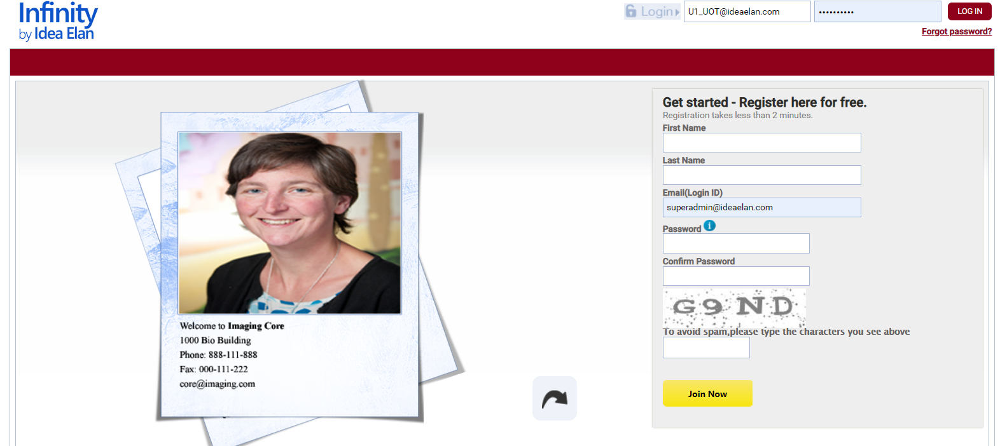 Infinity
by Idea Elan
Login
U1_UOT@ideaelan.com
••••••••••
LOG IN
Forgot password?
Welcome to Imaging Core
1000 Bio Building
Phone: 888-111-888
Fax: 000-111-222
core@imaging.com
Get started - Register here for free.
Registration takes less than 2 minutes.
First Name
Last Name
Email(Login ID)
superadmin@ideaelan.com
Password i
Confirm Password
G9ND
To avoid spam,please type the characters you see above
Join Now